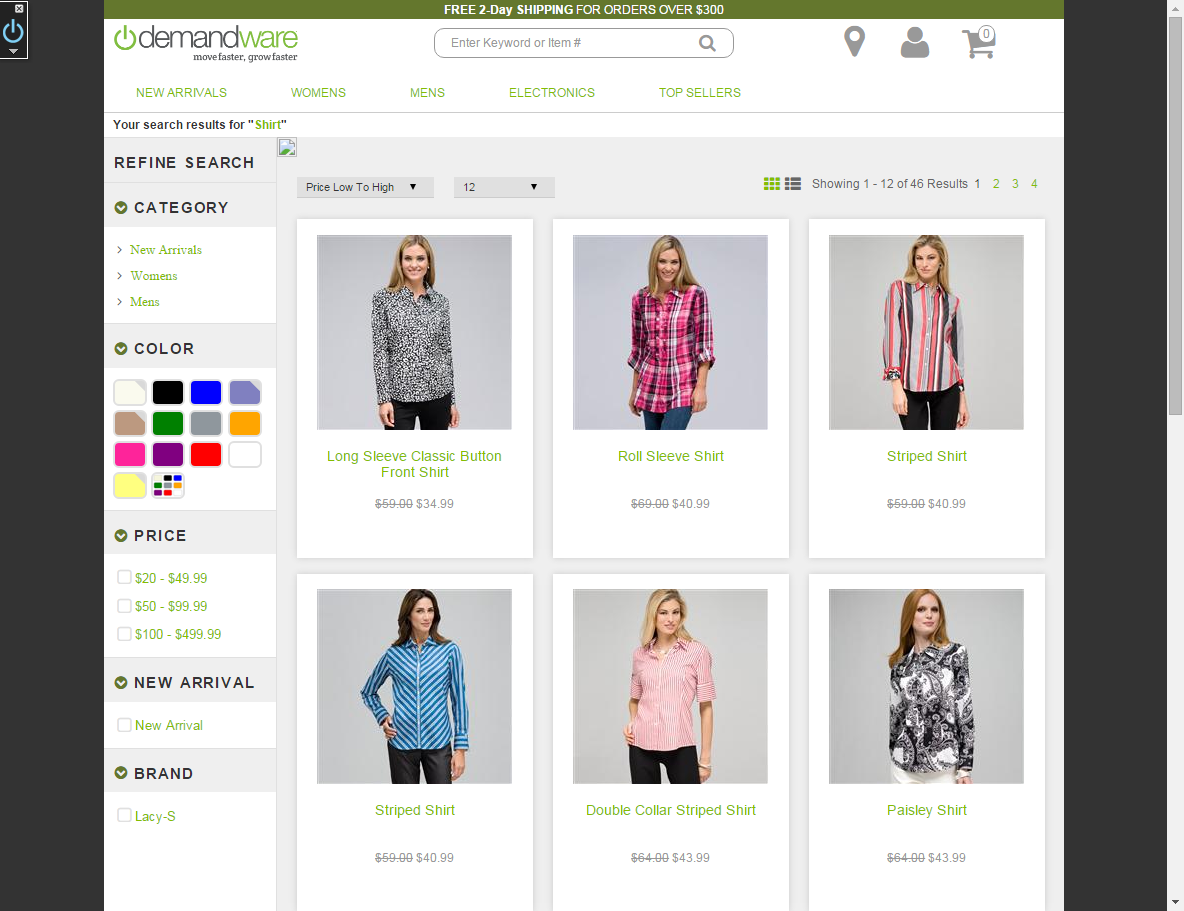 FREE 2-Day SHIPPING FOR ORDERS OVER $300
demandware
move faster, grow faster
Enter Keyword or Item #
0
NEW ARRIVALS
WOMENS
MENS
ELECTRONICS
TOP SELLERS
Your search results for "Shirt"
REFINE SEARCH
CATEGORY
New Arrivals
Womens
Mens
COLOR
PRICE
$20 - $49.99
$50 - $99.99
$100 - $499.99
NEW ARRIVAL
New Arrival
BRAND
Lacy-S
Price Low To High
12
Showing 1 - 12 of 46 Results 1 2 3 4
Long Sleeve Classic Button
Front Shirt
$59.00 $34.99
Roll Sleeve Shirt
$69.00 $40.99
Striped Shirt
$59.00 $40.99
Striped Shirt
$59.00 $40.99
Double Collar Striped Shirt
$64.00 $43.99
Paisley Shirt
$64.00 $43.99